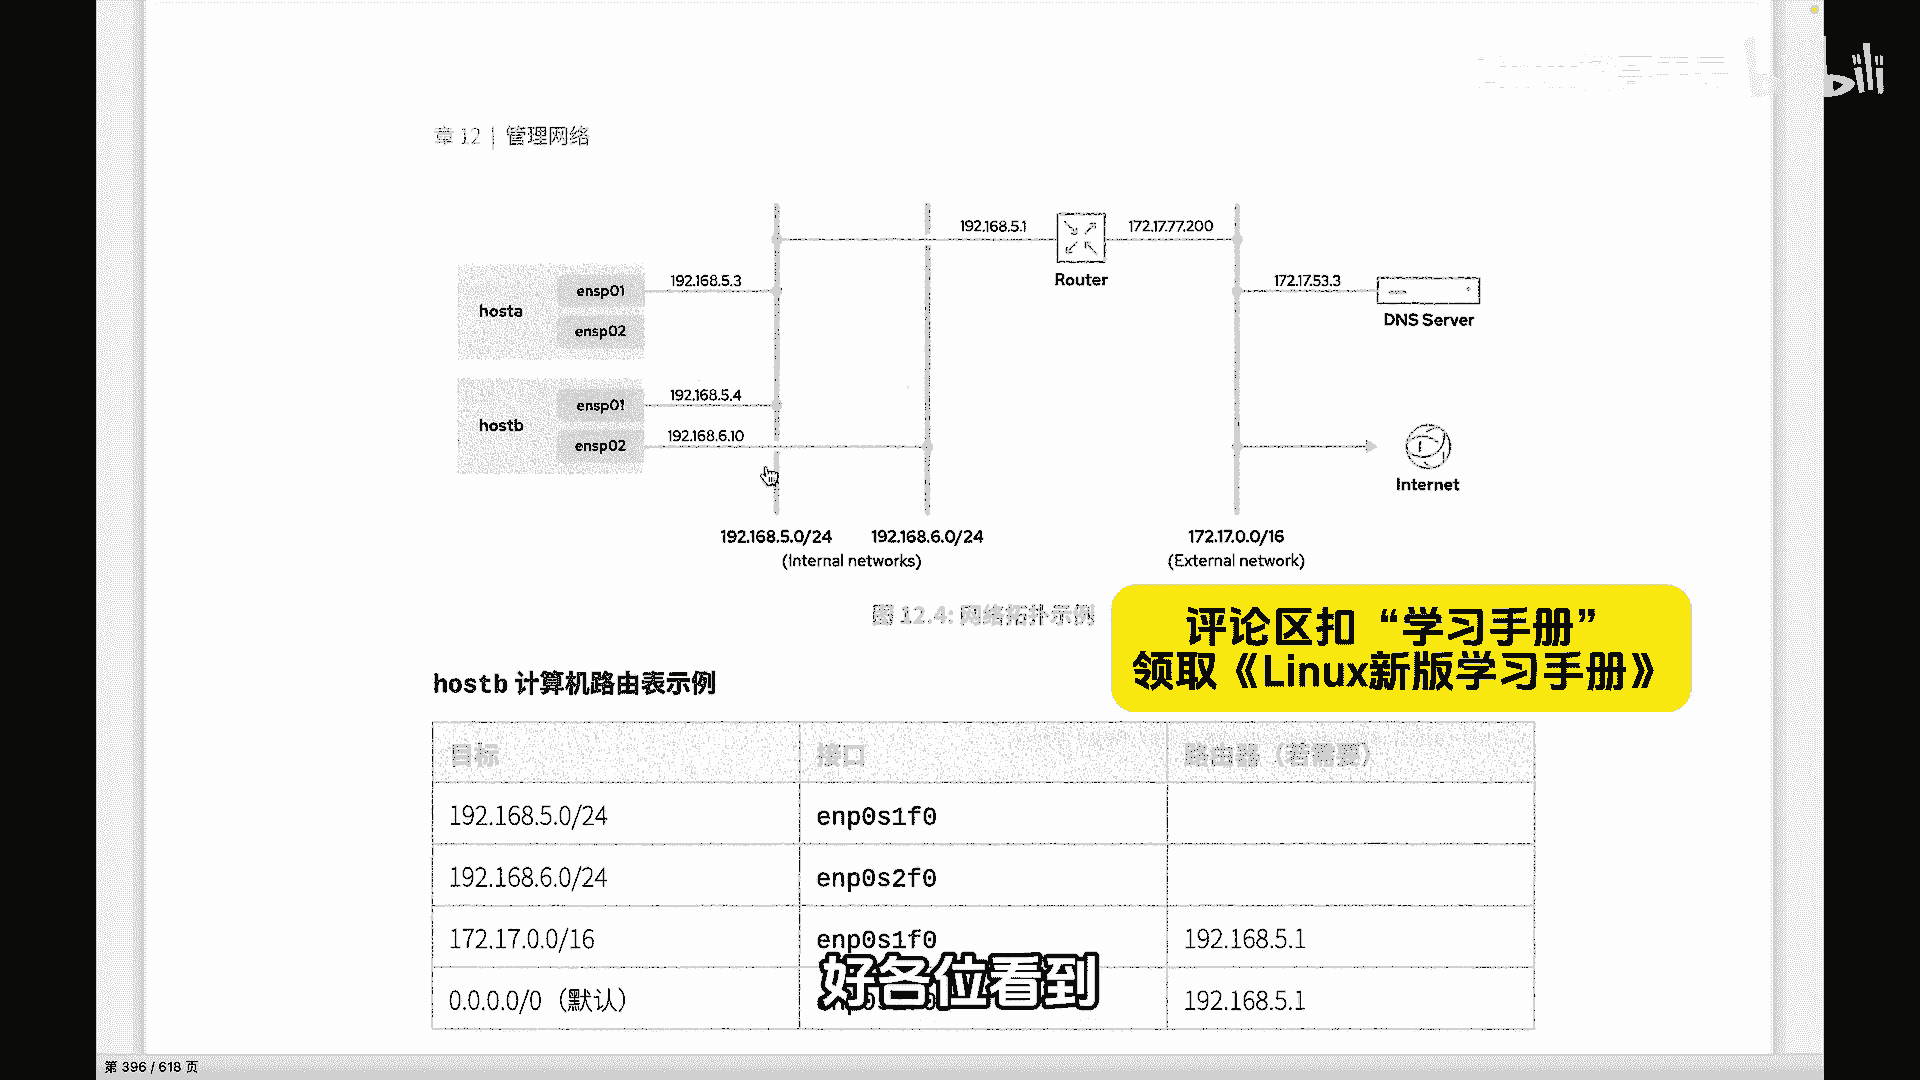 bili
章 12 | 管理网络
192.168.5.1
172.17.77.200
Router
192.168.5.3
172.17.53.3
hosta
ensp01
ensp02
DNS Server
192.168.5.4
hostb
ensp01
192.168.6.10
ensp02
Internet
192.168.5.0/24
192.168.6.0/24
172.17.0.0/16
(Internal networks)
(External network)
图 12.4: 网络拓扑示例
评论区扣 “学习手册”
领取《Linux新版学习手册》
hostb 计算机路由表示例
目标 接口 路由器（若需要）
192.168.5.0/24 enp0s1f0
192.168.6.0/24 enp0s2f0
172.17.0.0/16 enp0s1f0 192.168.5.1
0.0.0.0/0（默认） 192.168.5.1
好各位看到
第 396 / 618 页